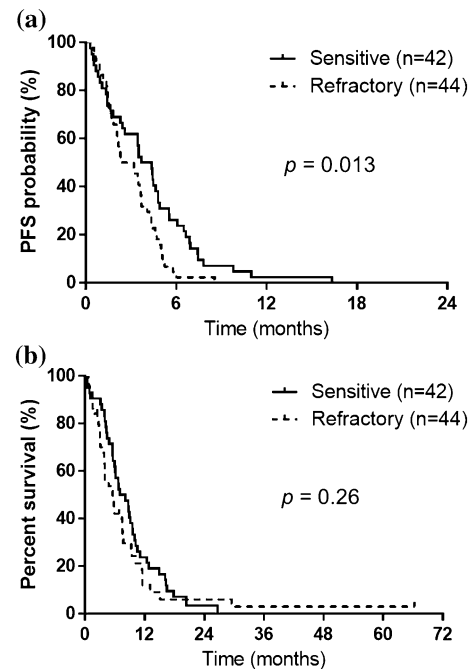 (a)
PFS probability (%)
100
80
60
40
20
0
Sensitive (n=42)
Refractory (n=44)
p = 0.013
0 6 12 18 24
Time (months)
(b)
Percent survival (%)
100
80
60
40
20
0
Sensitive (n=42)
Refractory (n=44)
p = 0.26
0 12 24 36 48 60 72
Time (months)